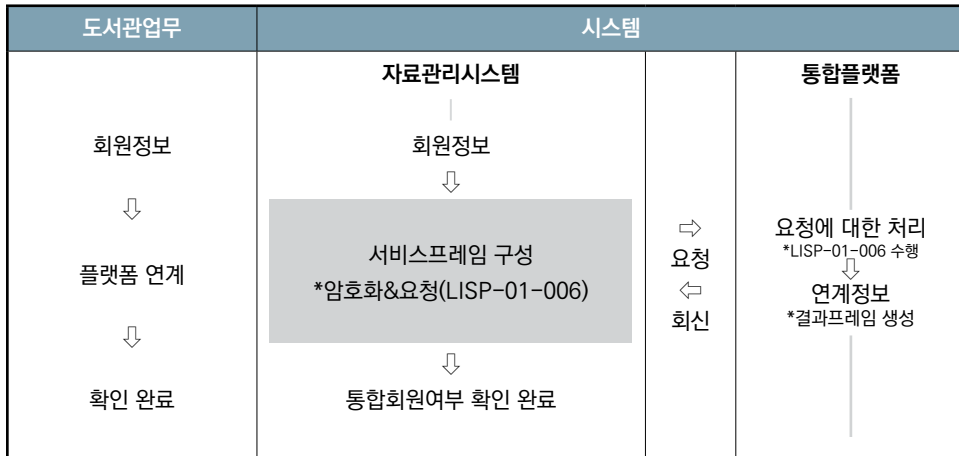 도서관업무
시스템
회원정보
⇩
플랫폼 연계
⇩
확인 완료
자료관리시스템
회원정보
⇩
서비스프레임 구성
*암호화&요청(LISP-01-006)
⇩
통합회원여부 확인 완료
⇨
요청
⇦
회신
통합플랫폼
요청에 대한 처리
*LISP-01-006 수행
⇩
연계정보
*결과프레임 생성